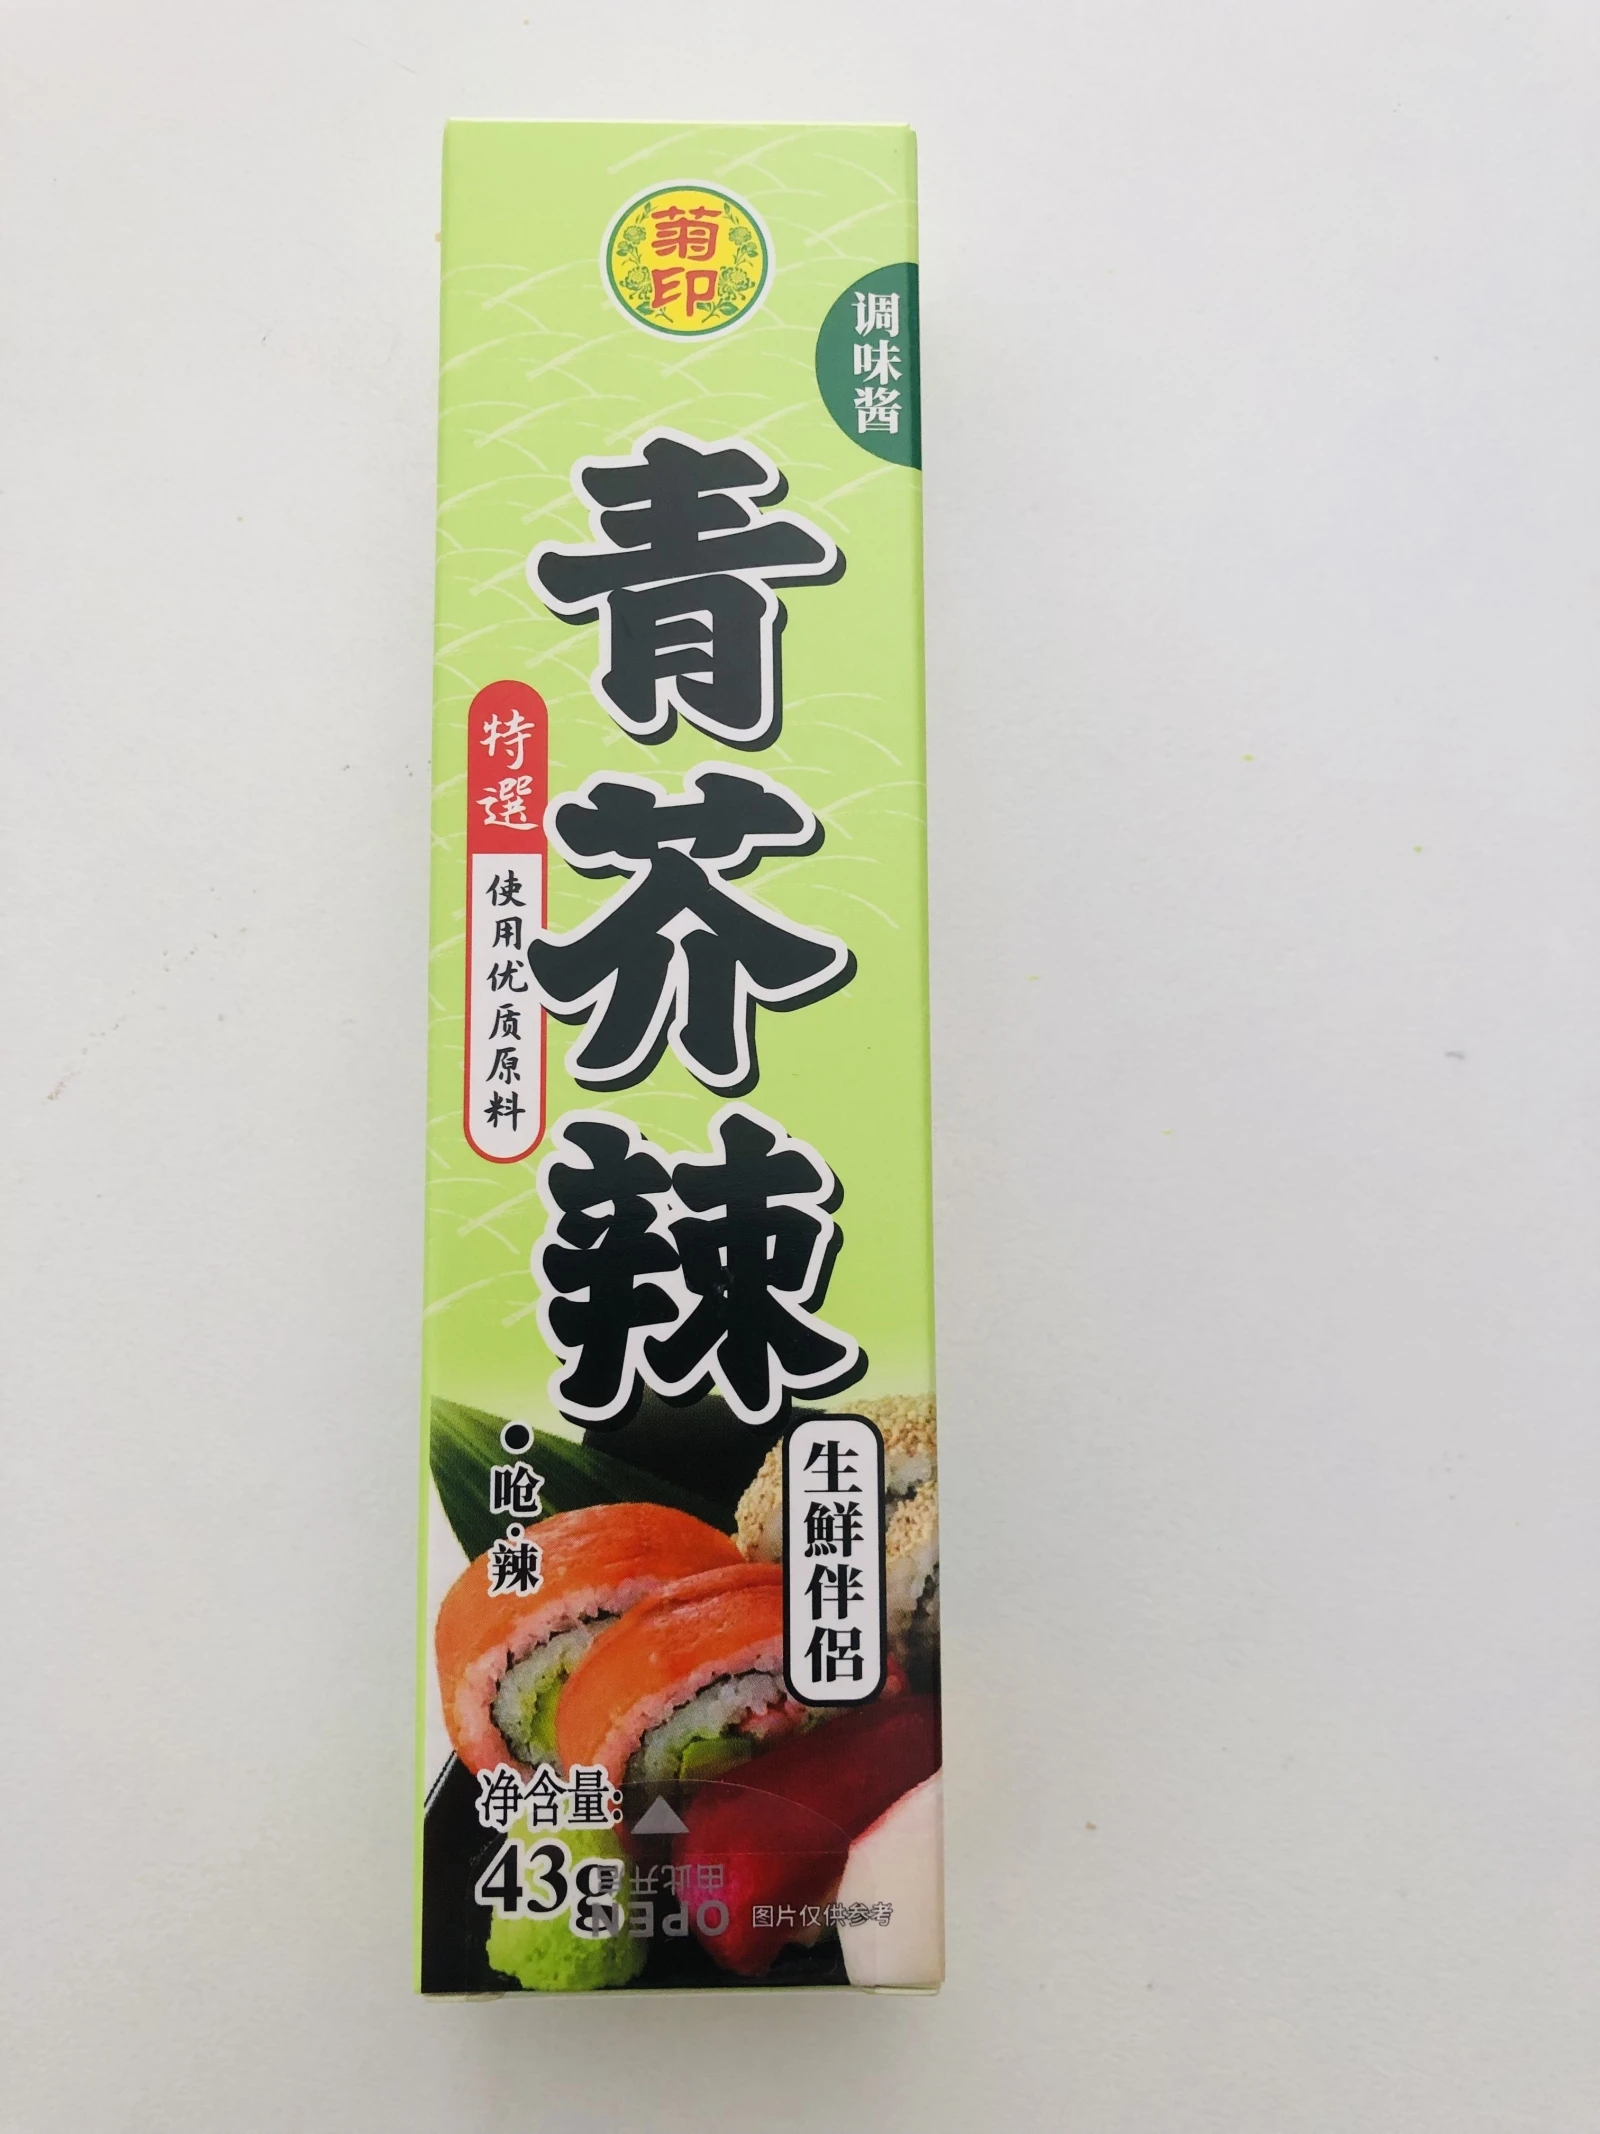 菊印
调味酱
青芥辣
特選
使用优质原料
•呛·辣
生鮮伴侣
净含量:
43g
由此开启
OPEN
图片仅供参考